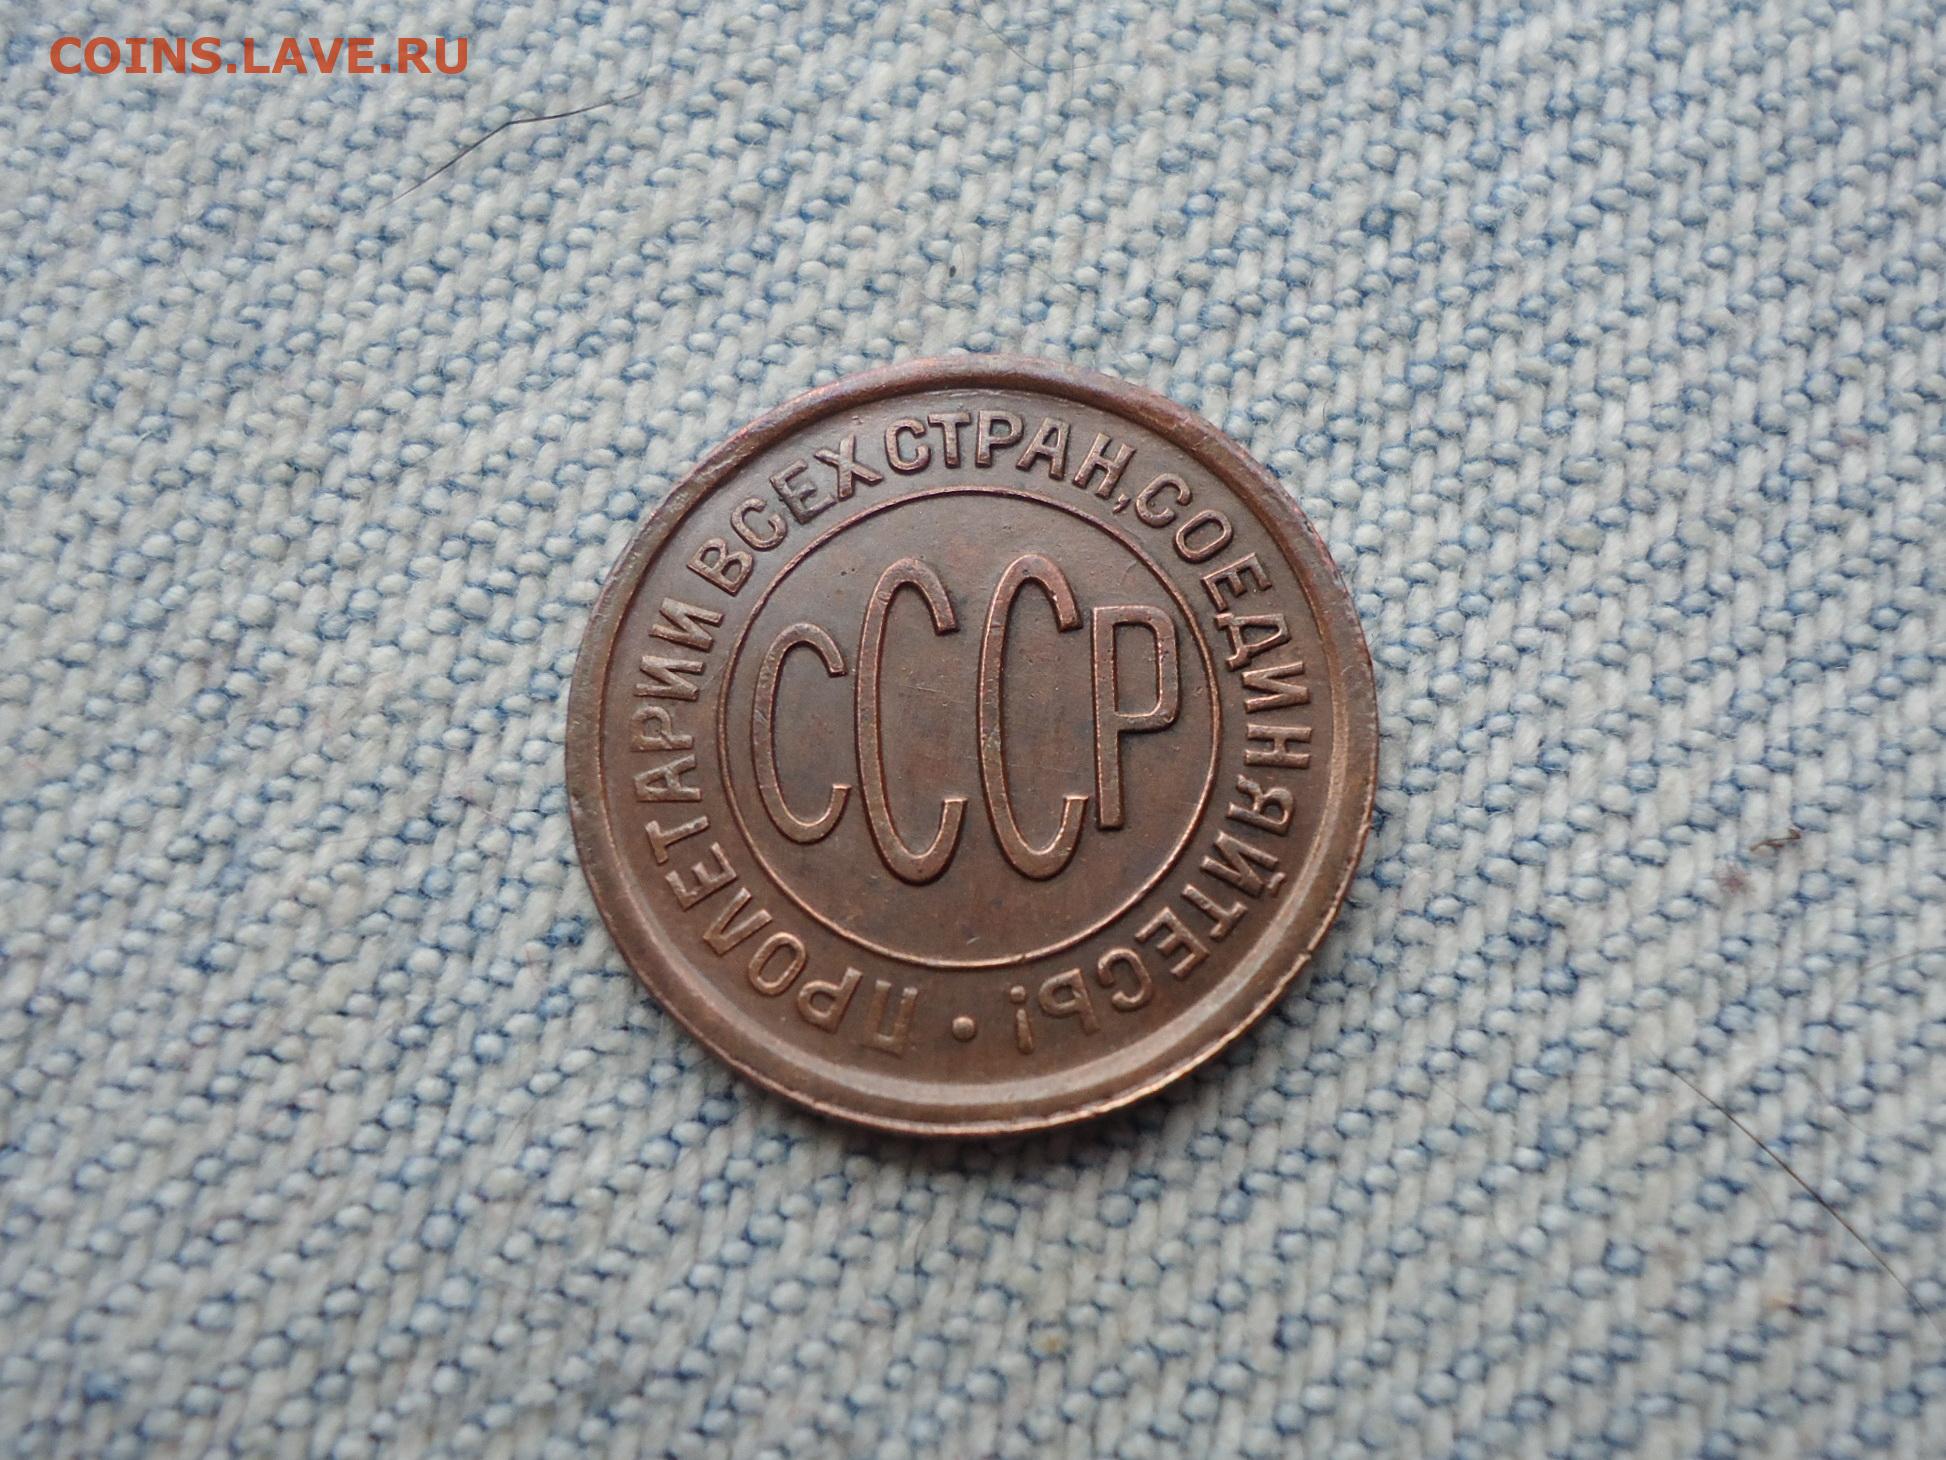 COINS.LAVE.RU
ПРОЛЕТАРИИ ВСЕХ СТРАН, СОЕДИНЯЙТЕСЬ! •
СССР